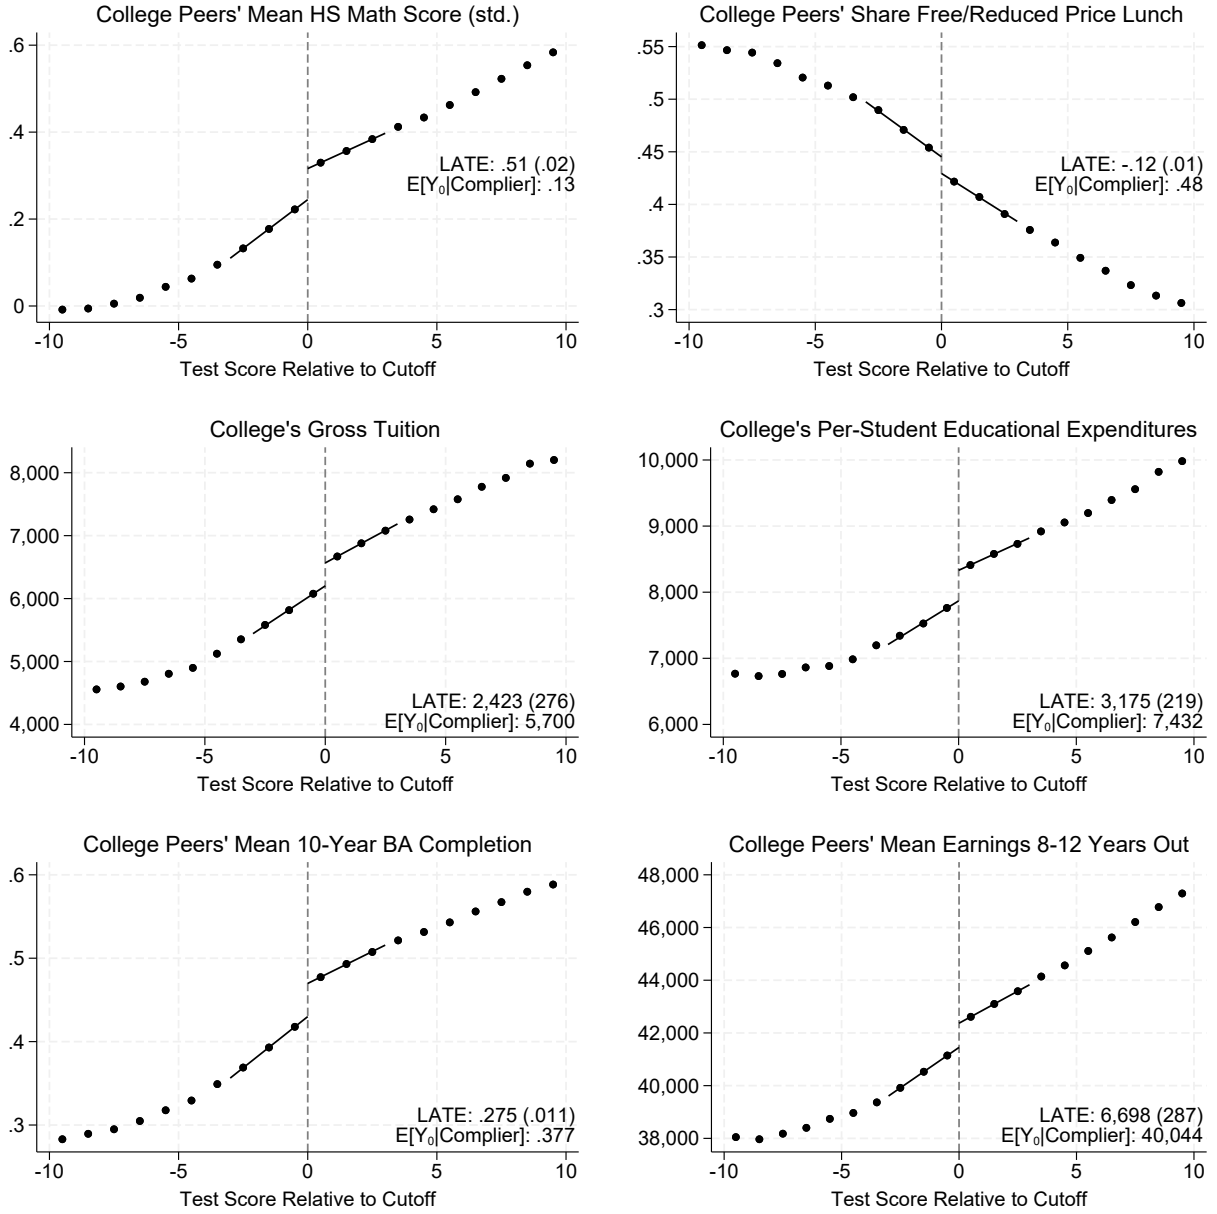 College Peers' Mean HS Math Score (std.)
.6
.4
.2
0
LATE: .51 (.02)
E[Y₀|Complier]: .13
-10 -5 0 5 10
Test Score Relative to Cutoff
College Peers' Share Free/Reduced Price Lunch
.55
.5
.45
.4
.35
.3
LATE: -.12 (.01)
E[Y₀|Complier]: .48
-10 -5 0 5 10
Test Score Relative to Cutoff
College's Gross Tuition
8,000
7,000
6,000
5,000
4,000
LATE: 2,423 (276)
E[Y₀|Complier]: 5,700
-10 -5 0 5 10
Test Score Relative to Cutoff
College's Per-Student Educational Expenditures
10,000
9,000
8,000
7,000
6,000
LATE: 3,175 (219)
E[Y₀|Complier]: 7,432
-10 -5 0 5 10
Test Score Relative to Cutoff
College Peers' Mean 10-Year BA Completion
.6
.5
.4
.3
LATE: .275 (.011)
E[Y₀|Complier]: .377
-10 -5 0 5 10
Test Score Relative to Cutoff
College Peers' Mean Earnings 8-12 Years Out
48,000
46,000
44,000
42,000
40,000
38,000
LATE: 6,698 (287)
E[Y₀|Complier]: 40,044
-10 -5 0 5 10
Test Score Relative to Cutoff